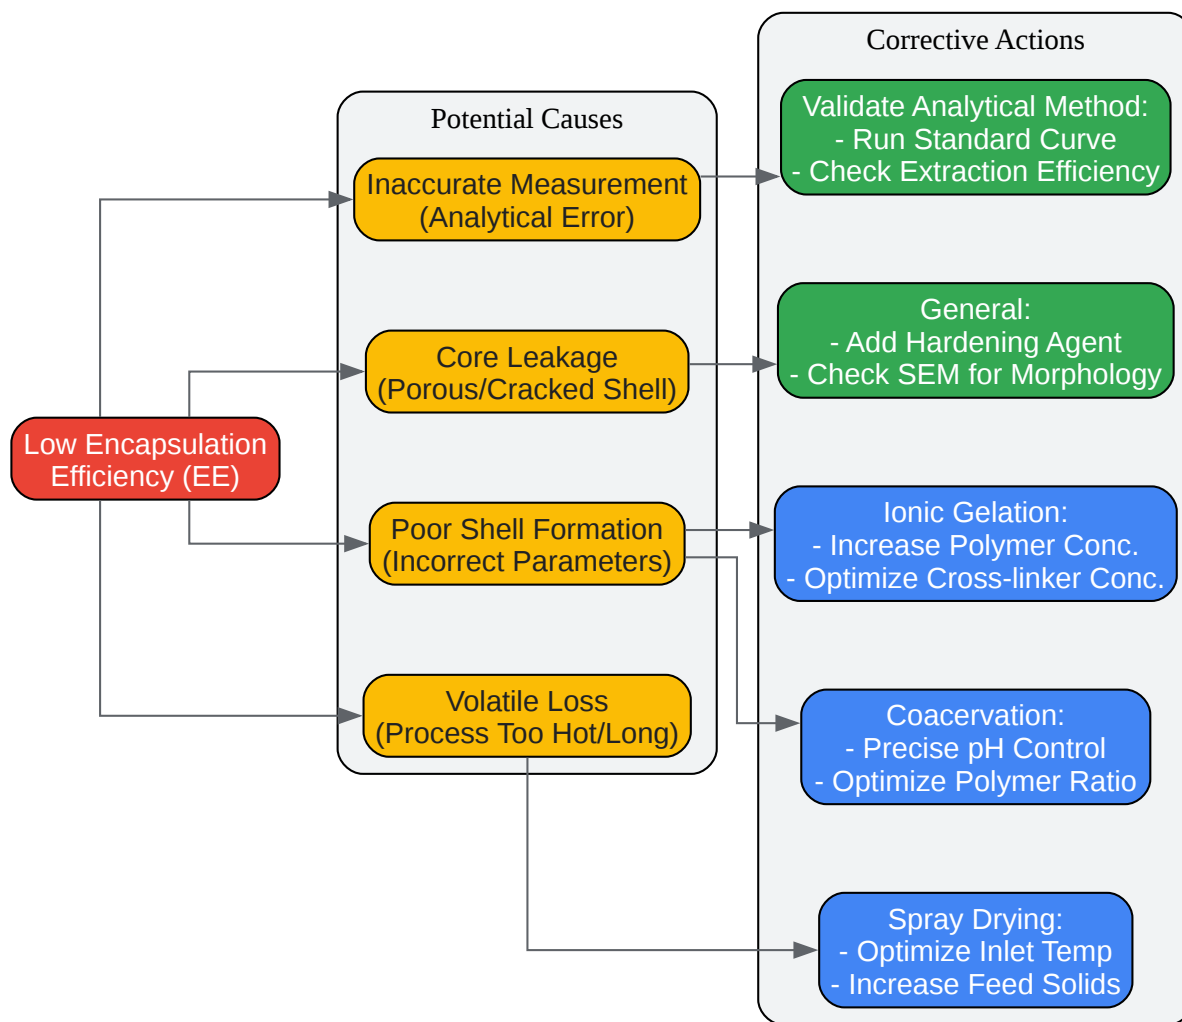 Low Encapsulation
Efficiency (EE)
Potential Causes
Inaccurate Measurement
(Analytical Error)
Core Leakage
(Porous/Cracked Shell)
Poor Shell Formation
(Incorrect Parameters)
Volatile Loss
(Process Too Hot/Long)
Corrective Actions
Validate Analytical Method:
- Run Standard Curve
- Check Extraction Efficiency
General:
- Add Hardening Agent
- Check SEM for Morphology
Ionic Gelation:
- Increase Polymer Conc.
- Optimize Cross-linker Conc.
Coacervation:
- Precise pH Control
- Optimize Polymer Ratio
Spray Drying:
- Optimize Inlet Temp
- Increase Feed Solids